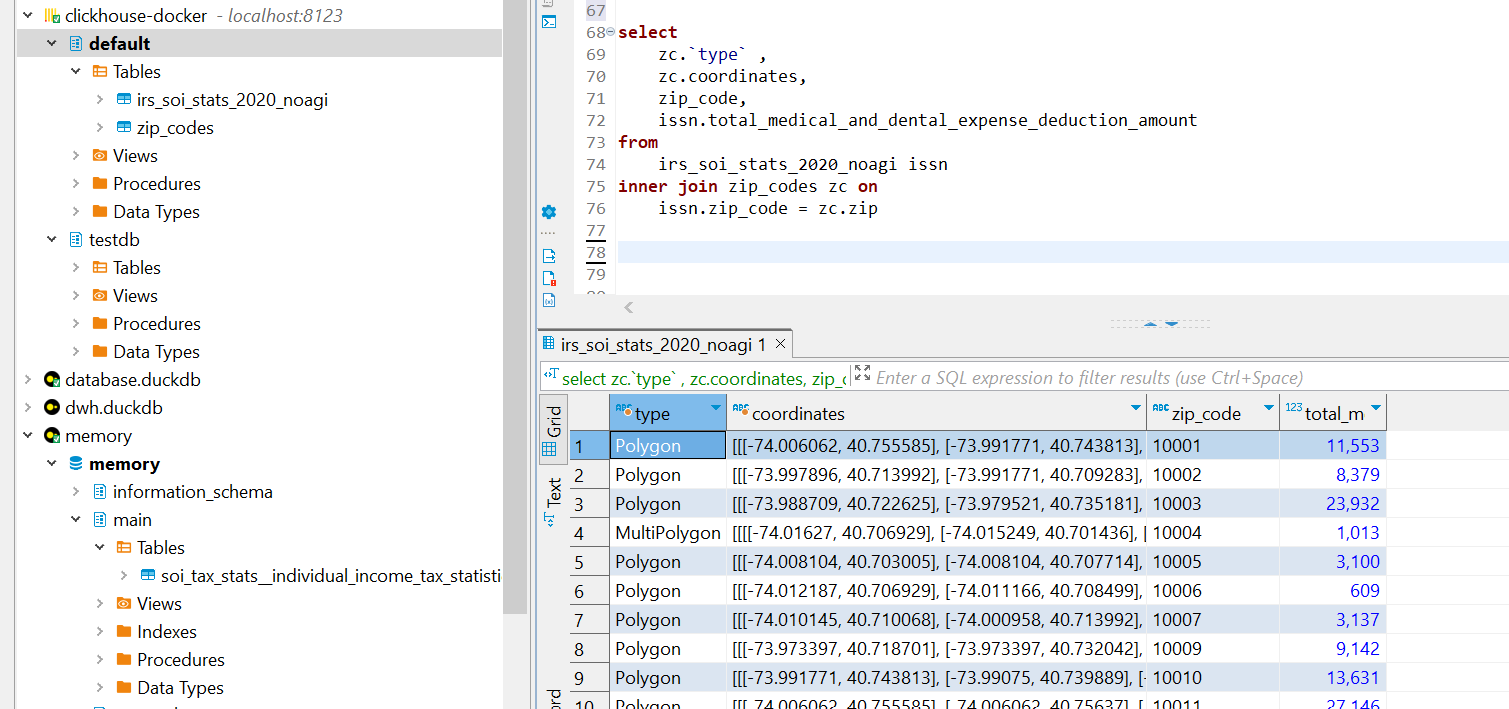 clickhouse-docker - localhost:8123
default
Tables
irs_soi_stats_2020_noagi
zip_codes
Views
Procedures
Data Types
testdb
Tables
Views
Procedures
Data Types
database.duckdb
dwh.duckdb
memory
memory
information_schema
main
Tables
soi_tax_stats__individual_income_tax_statisti
Views
Indexes
Procedures
Data Types
67
68 select
69 zc.`type` ,
70 zc.coordinates,
71 zip_code,
72 issn.total_medical_and_dental_expense_deduction_amount
73 from
74 irs_soi_stats_2020_noagi issn
75 inner join zip_codes zc on
76 issn.zip_code = zc.zip
77
78
79
irs_soi_stats_2020_noagi 1
select zc.`type` , zc.coordinates, zip_c Enter a SQL expression to filter results (use Ctrl+Space)
Grid
Text
ABC type ABC coordinates ABC zip_code 123 total_m
1 Polygon [[[-74.006062, 40.755585], [-73.991771, 40.743813], 10001 11,553
2 Polygon [[[-73.997896, 40.713992], [-73.991771, 40.709283], 10002 8,379
3 Polygon [[[-73.988709, 40.722625], [-73.979521, 40.735181], 10003 23,932
4 MultiPolygon [[[[-74.01627, 40.706929], [-74.015249, 40.701436], [ 10004 1,013
5 Polygon [[[-74.008104, 40.703005], [-74.008104, 40.707714], 10005 3,100
6 Polygon [[[-74.012187, 40.706929], [-74.011166, 40.708499], 10006 609
7 Polygon [[[-74.010145, 40.710068], [-74.000958, 40.713992], 10007 3,137
8 Polygon [[[-73.973397, 40.718701], [-73.973397, 40.732042], 10009 9,142
9 Polygon [[[-73.991771, 40.743813], [-73.99075, 40.739889], [- 10010 13,631
10 Polygon [[[-74.006062, 40.755585], [-74.006062, 40.75637], [- 10011 27,146